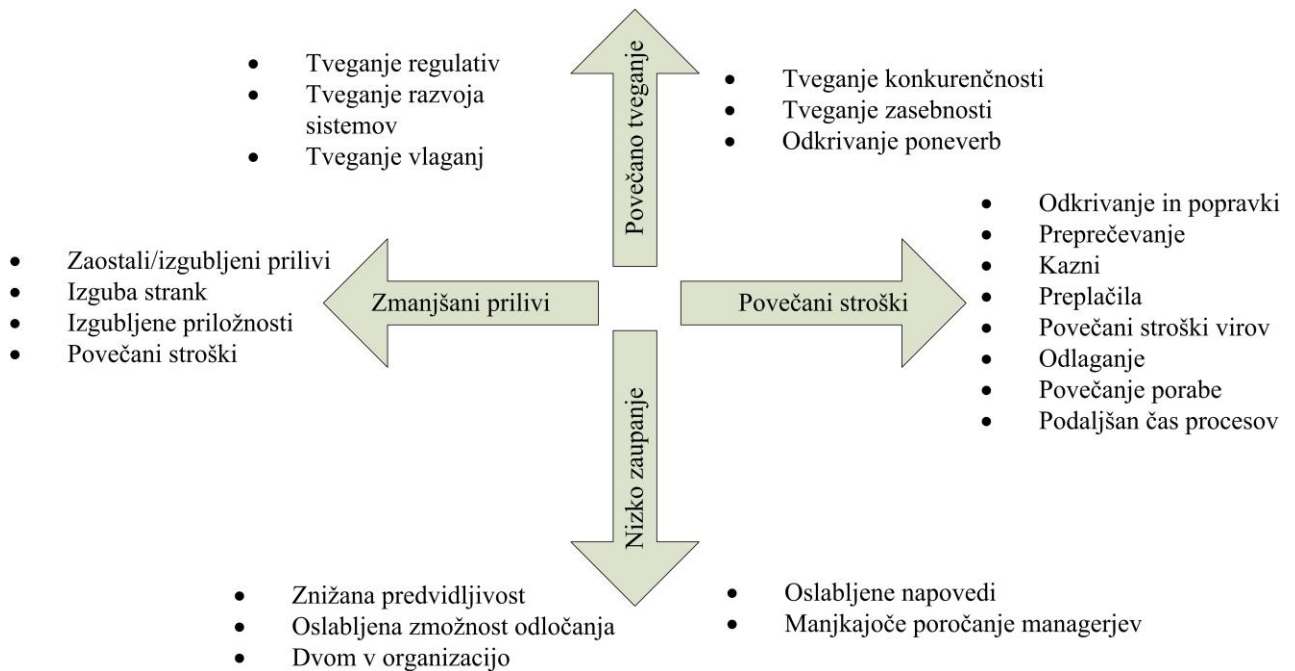 • Tveganje regulativ
• Tveganje razvoja
sistemov
• Tveganje vlaganj
Povečano tveganje
• Tveganje konkurenčnosti
• Tveganje zasebnosti
• Odkrivanje poneverb
• Zaostali/izgubljeni prilivi
• Izguba strank
• Izgubljene priložnosti
• Povečani stroški
Zmanjšani prilivi
Povečani stroški
• Odkrivanje in popravki
• Preprečevanje
• Kazni
• Preplačila
• Povečani stroški virov
• Odlaganje
• Povečanje porabe
• Podaljšan čas procesov
Nizko zaupanje
• Znižana predvidljivost
• Oslabljena zmožnost odločanja
• Dvom v organizacijo
• Oslabljene napovedi
• Manjkajoče poročanje managerjev